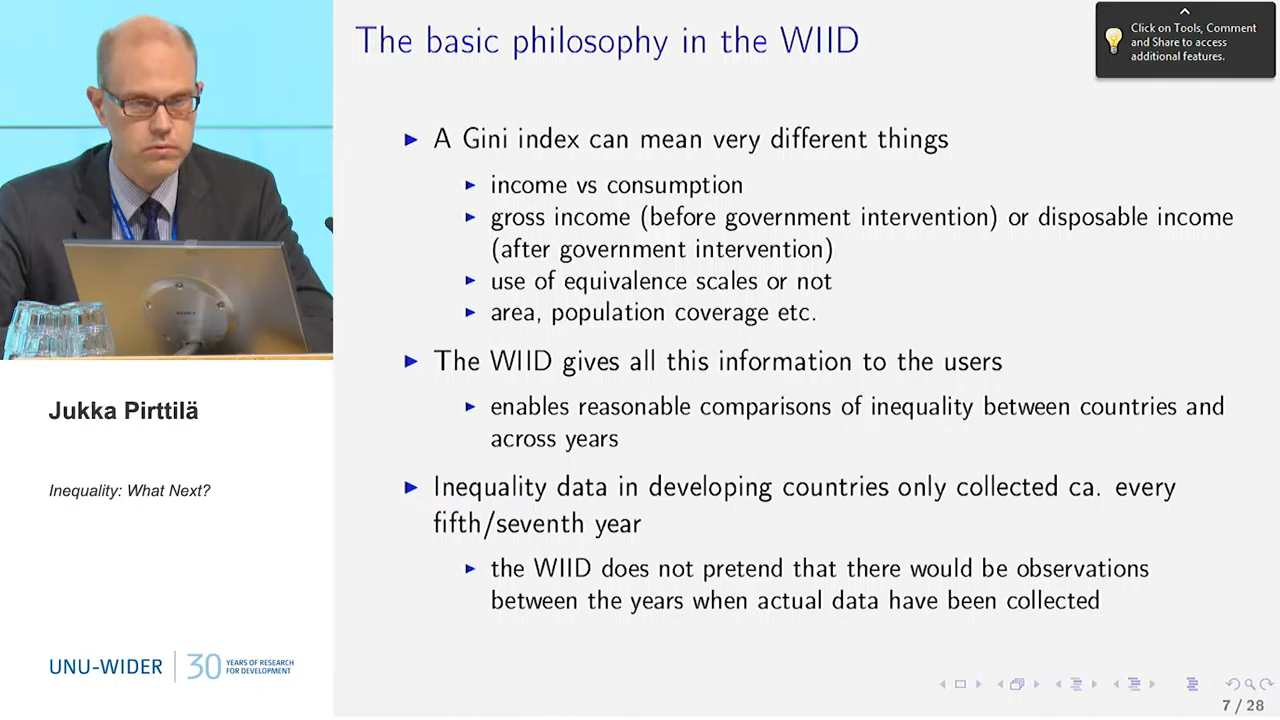 The basic philosophy in the WIID
Click on Tools, Comment
and Share to access
additional features.
▶ A Gini index can mean very different things
▶ income vs consumption
▶ gross income (before government intervention) or disposable income
(after government intervention)
▶ use of equivalence scales or not
▶ area, population coverage etc.
▶ The WIID gives all this information to the users
▶ enables reasonable comparisons of inequality between countries and
across years
▶ Inequality data in developing countries only collected ca. every
fifth/seventh year
▶ the WIID does not pretend that there would be observations
between the years when actual data have been collected
7 / 28
SONY
Jukka Pirttilä
Inequality: What Next?
UNU-WIDER
30 YEARS OF RESEARCH
FOR DEVELOPMENT